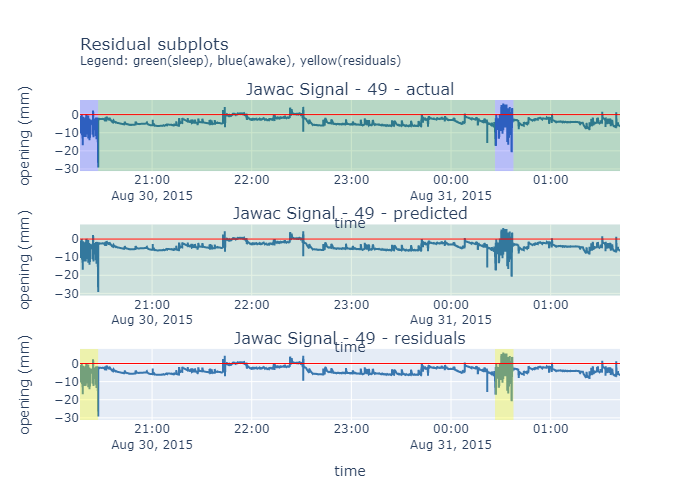 Residual subplots
Legend: green(sleep), blue(awake), yellow(residuals)
Jawac Signal - 49 - actual
opening (mm)
0
−10
−20
−30
21:00
22:00
23:00
00:00
01:00
Aug 30, 2015
Aug 31, 2015
time
Jawac Signal - 49 - predicted
opening (mm)
0
−10
−20
−30
21:00
22:00
23:00
00:00
01:00
Aug 30, 2015
Aug 31, 2015
time
Jawac Signal - 49 - residuals
opening (mm)
0
−10
−20
−30
21:00
22:00
23:00
00:00
01:00
Aug 30, 2015
Aug 31, 2015
time